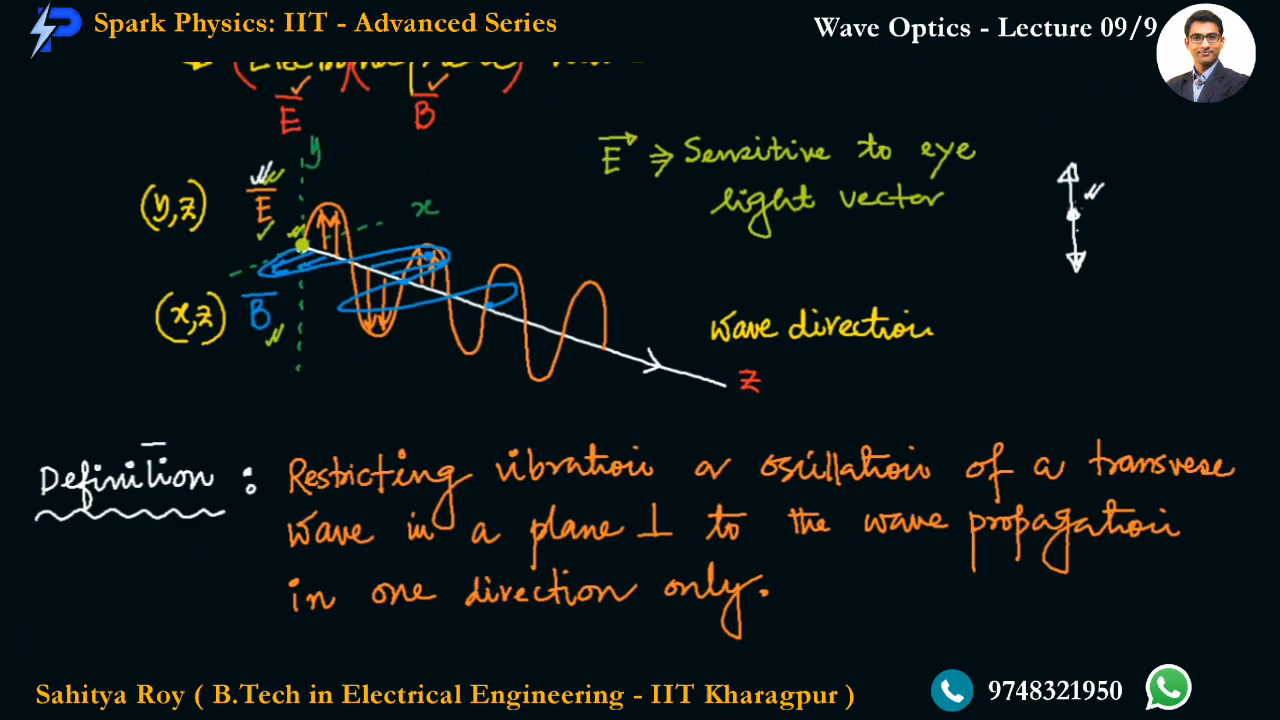 Spark Physics: IIT - Advanced Series
Wave Optics - Lecture 09/9
E B
y
E ⇒ Sensitive to eye
light vector
(y,z) E
x
(x,z) B
wave direction
z
Definition : Restricting vibration or oscillation of a transvese
wave in a plane ⊥ to the wave propagation
in one direction only.
Sahitya Roy ( B.Tech in Electrical Engineering - IIT Kharagpur )
9748321950